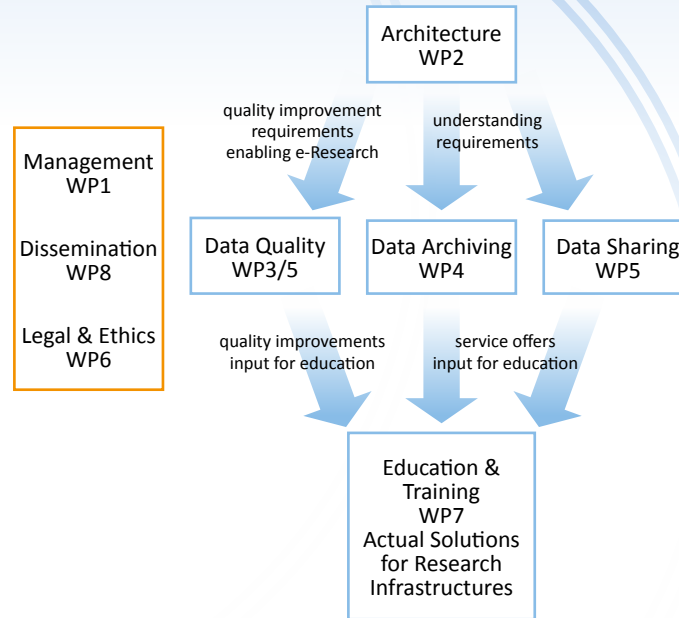 Architecture
WP2
quality improvement
requirements
enabling e-Research
understanding
requirements
Management
WP1
Dissemination
WP8
Legal & Ethics
WP6
Data Quality
WP3/5
Data Archiving
WP4
Data Sharing
WP5
quality improvements
input for education
service offers
input for education
Education &
Training
WP7
Actual Solutions
for Research
Infrastructures